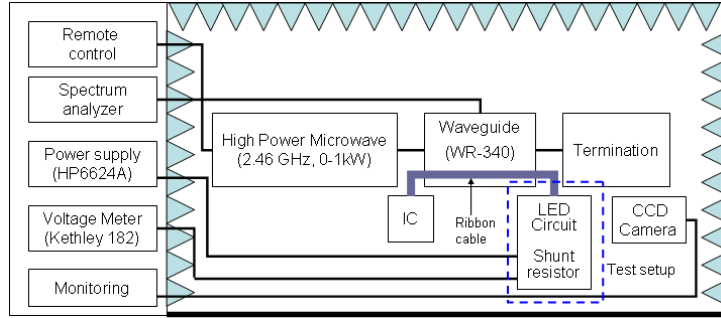 Remote
control
Spectrum
analyzer
Power supply
(HP6624A)
Voltage Meter
(Kethley 182)
Monitoring
High Power Microwave
(2.46 GHz, 0-1kW)
Waveguide
(WR-340)
Termination
IC
Ribbon
cable
LED
Circuit
Shunt
resistor
CCD
Camera
Test setup